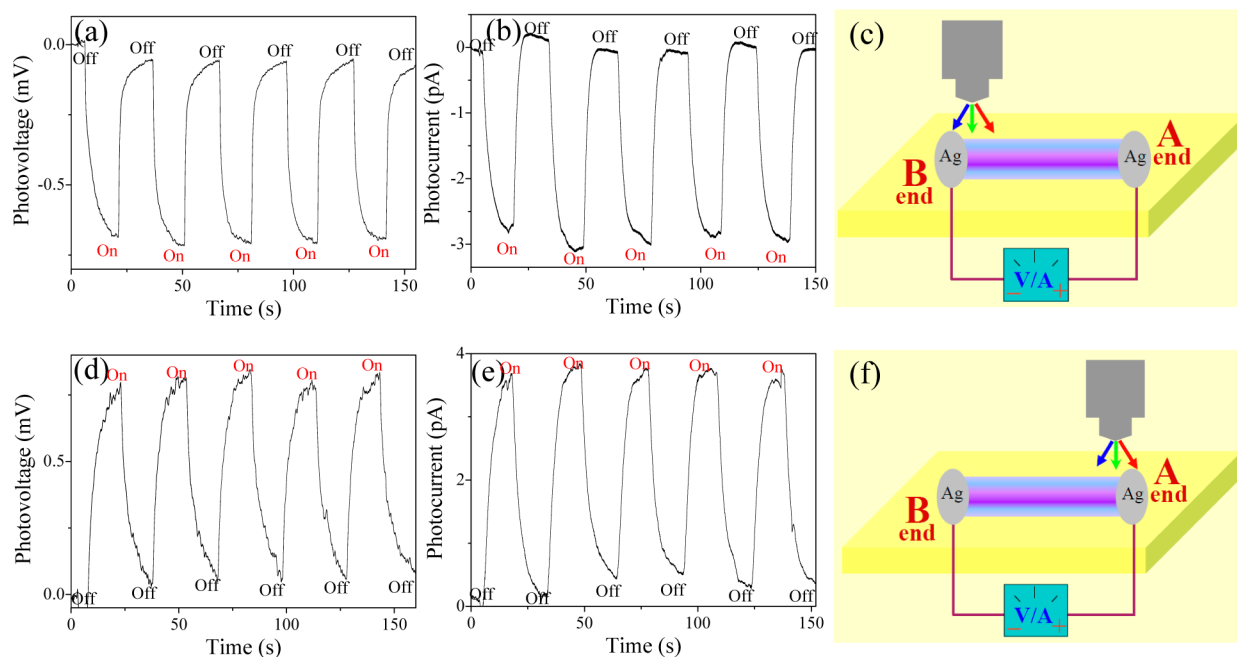 (a)
Photovoltage (mV)
0.0
-0.5
Off Off Off Off Off Off
On On On On On
0 50 100 150
Time (s)
(b)
Photocurrent (pA)
0
-1
-2
-3
Off Off Off Off Off Off
On On On On On
0 50 100 150
Time (s)
(c)
Ag Ag
A
end
B
end
V/A
− +
(d)
Photovoltage (mV)
0.5
0.0
On On On On On
Off Off Off Off Off Off
0 50 100 150
Time (s)
(e)
Photocurrent (pA)
4
2
0
On On On On On
Off Off Off Off Off Off
0 50 100 150
Time (s)
(f)
Ag Ag
A
end
B
end
V/A
− +